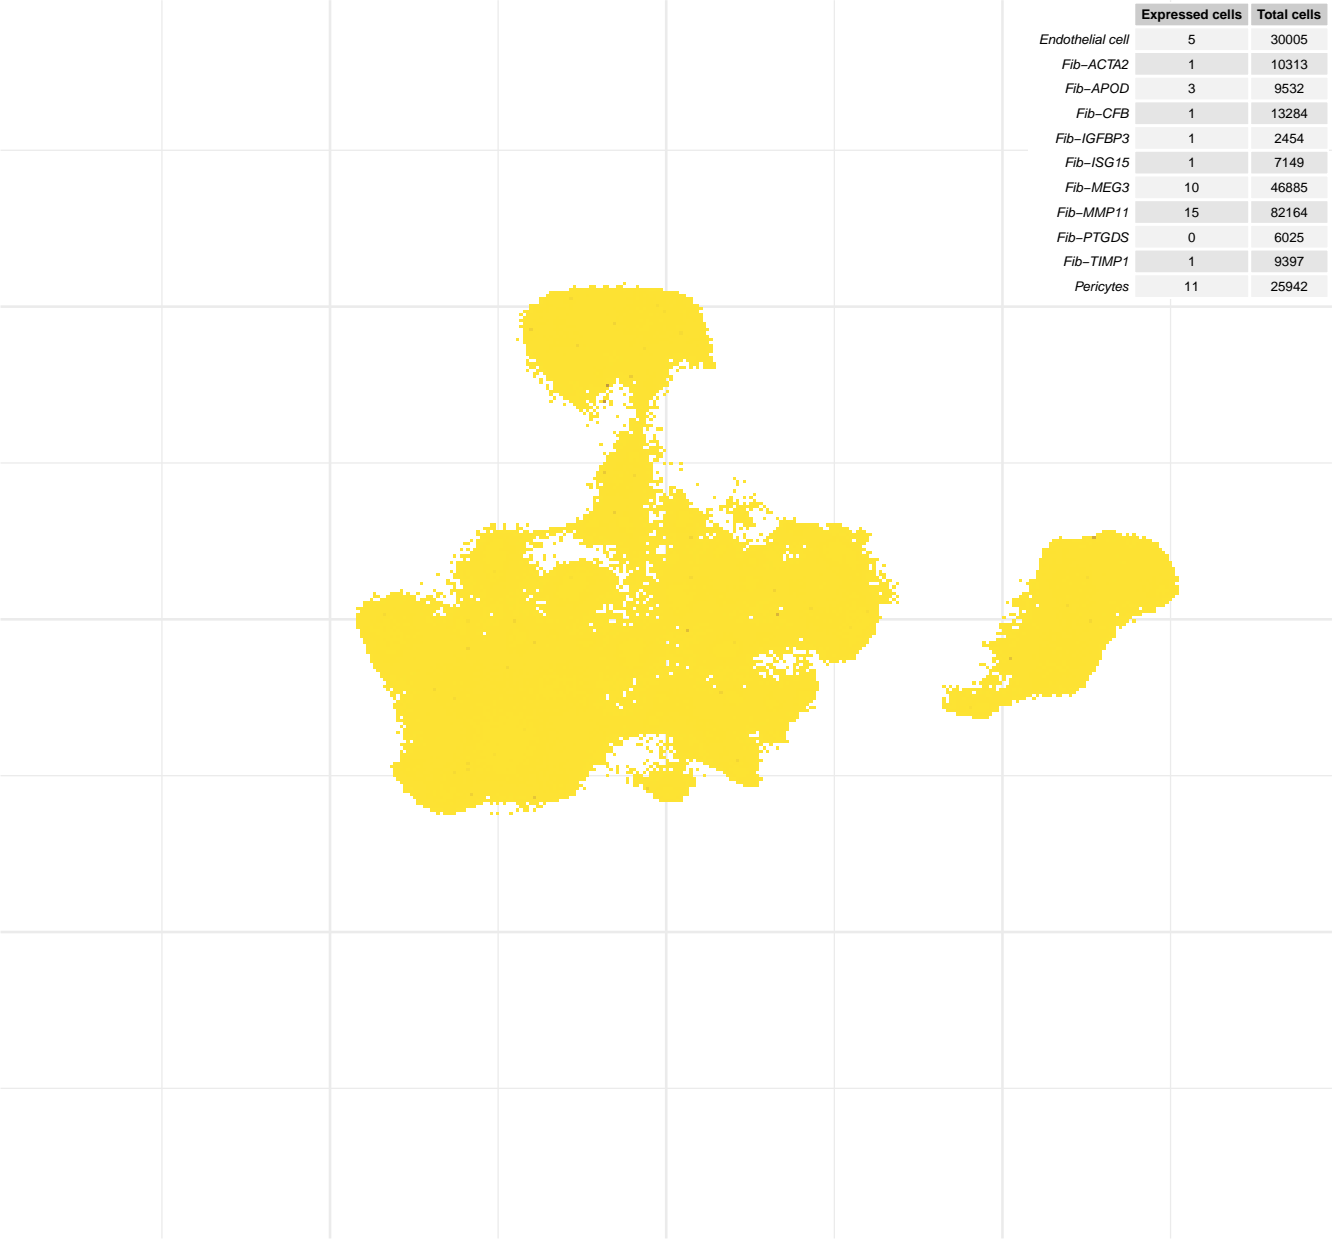 Expressed cells Total cells
Endothelial cell 5 30005
Fib−ACTA2 1 10313
Fib−APOD 3 9532
Fib−CFB 1 13284
Fib−IGFBP3 1 2454
Fib−ISG15 1 7149
Fib−MEG3 10 46885
Fib−MMP11 15 82164
Fib−PTGDS 0 6025
Fib−TIMP1 1 9397
Pericytes 11 25942